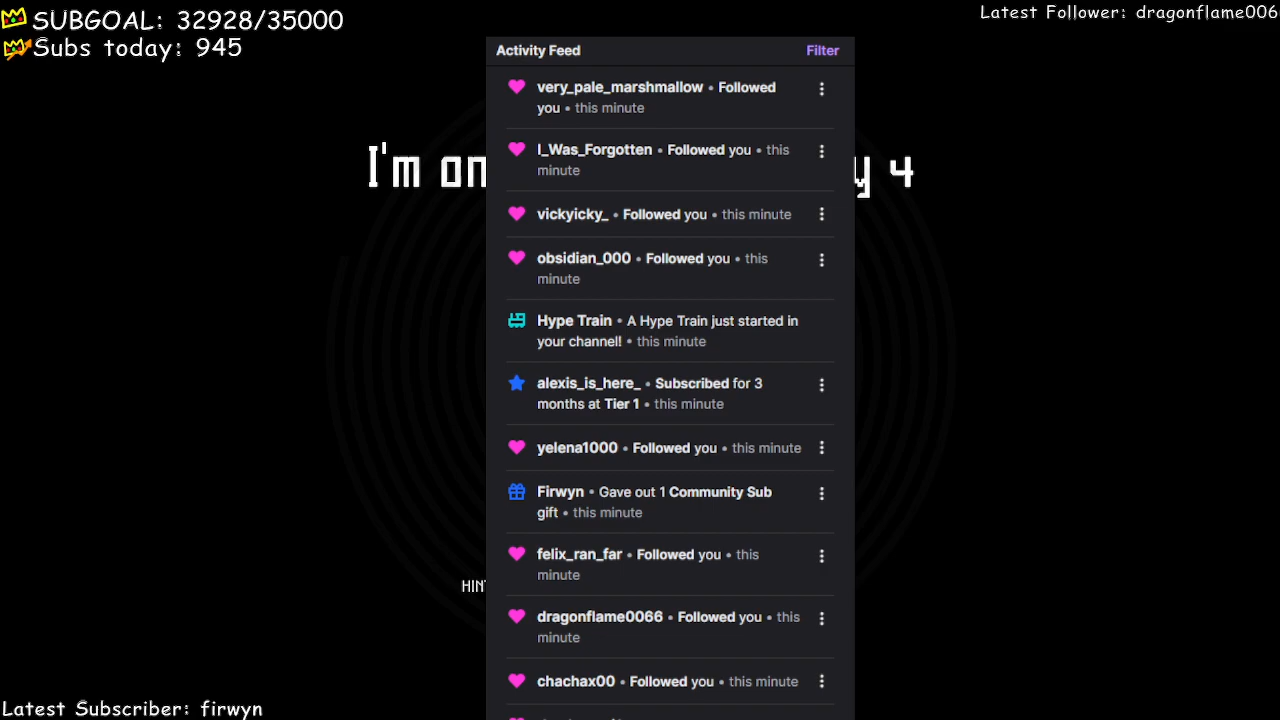 SUBGOAL: 32928/35000
Subs today: 945
Latest Follower: dragonflame006
Activity Feed
Filter
very_pale_marshmallow • Followed
you • this minute
I'm on
y 4
I_Was_Forgotten • Followed you • this
minute
vickyicky_ • Followed you • this minute
obsidian_000 • Followed you • this
minute
Hype Train • A Hype Train just started in
your channel! • this minute
alexis_is_here_ • Subscribed for 3
months at Tier 1 • this minute
yelena1000 • Followed you • this minute
Firwyn • Gave out 1 Community Sub
gift • this minute
felix_ran_far • Followed you • this
minute
HINT
dragonflame0066 • Followed you • this
minute
chachax00 • Followed you • this minute
Latest Subscriber: firwyn